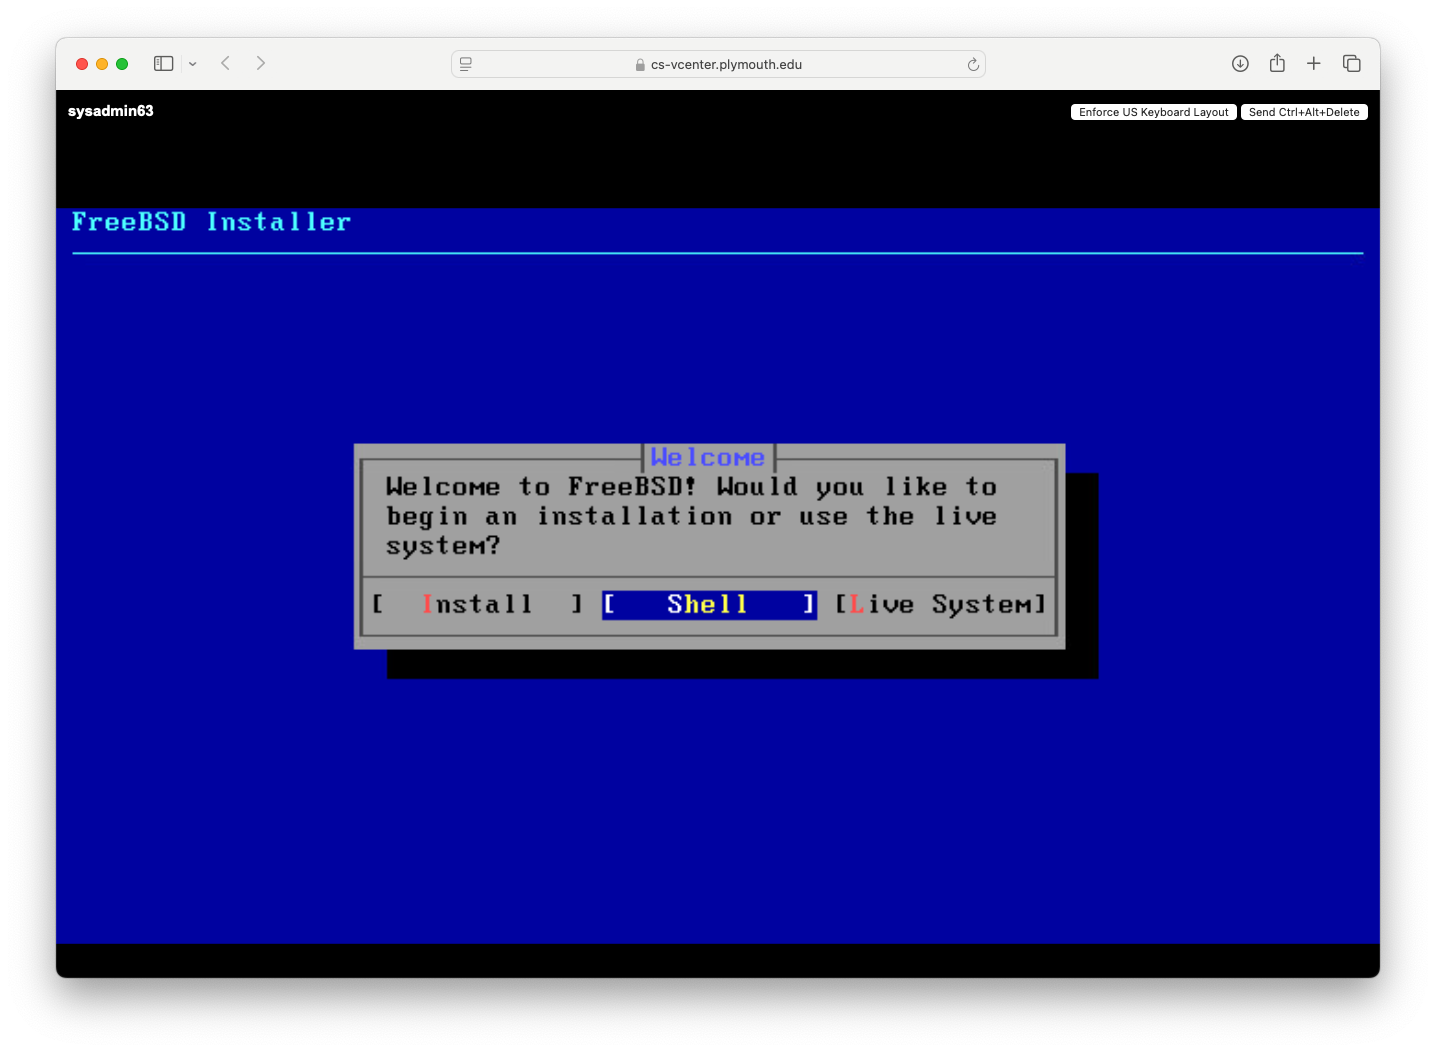 cs-vcenter.plymouth.edu
sysadmin63
Enforce US Keyboard Layout
Send Ctrl+Alt+Delete
FreeBSD Installer
Welcome
Welcome to FreeBSD! Would you like to
begin an installation or use the live
system?
[ Install ] [ Shell ] [Live System]